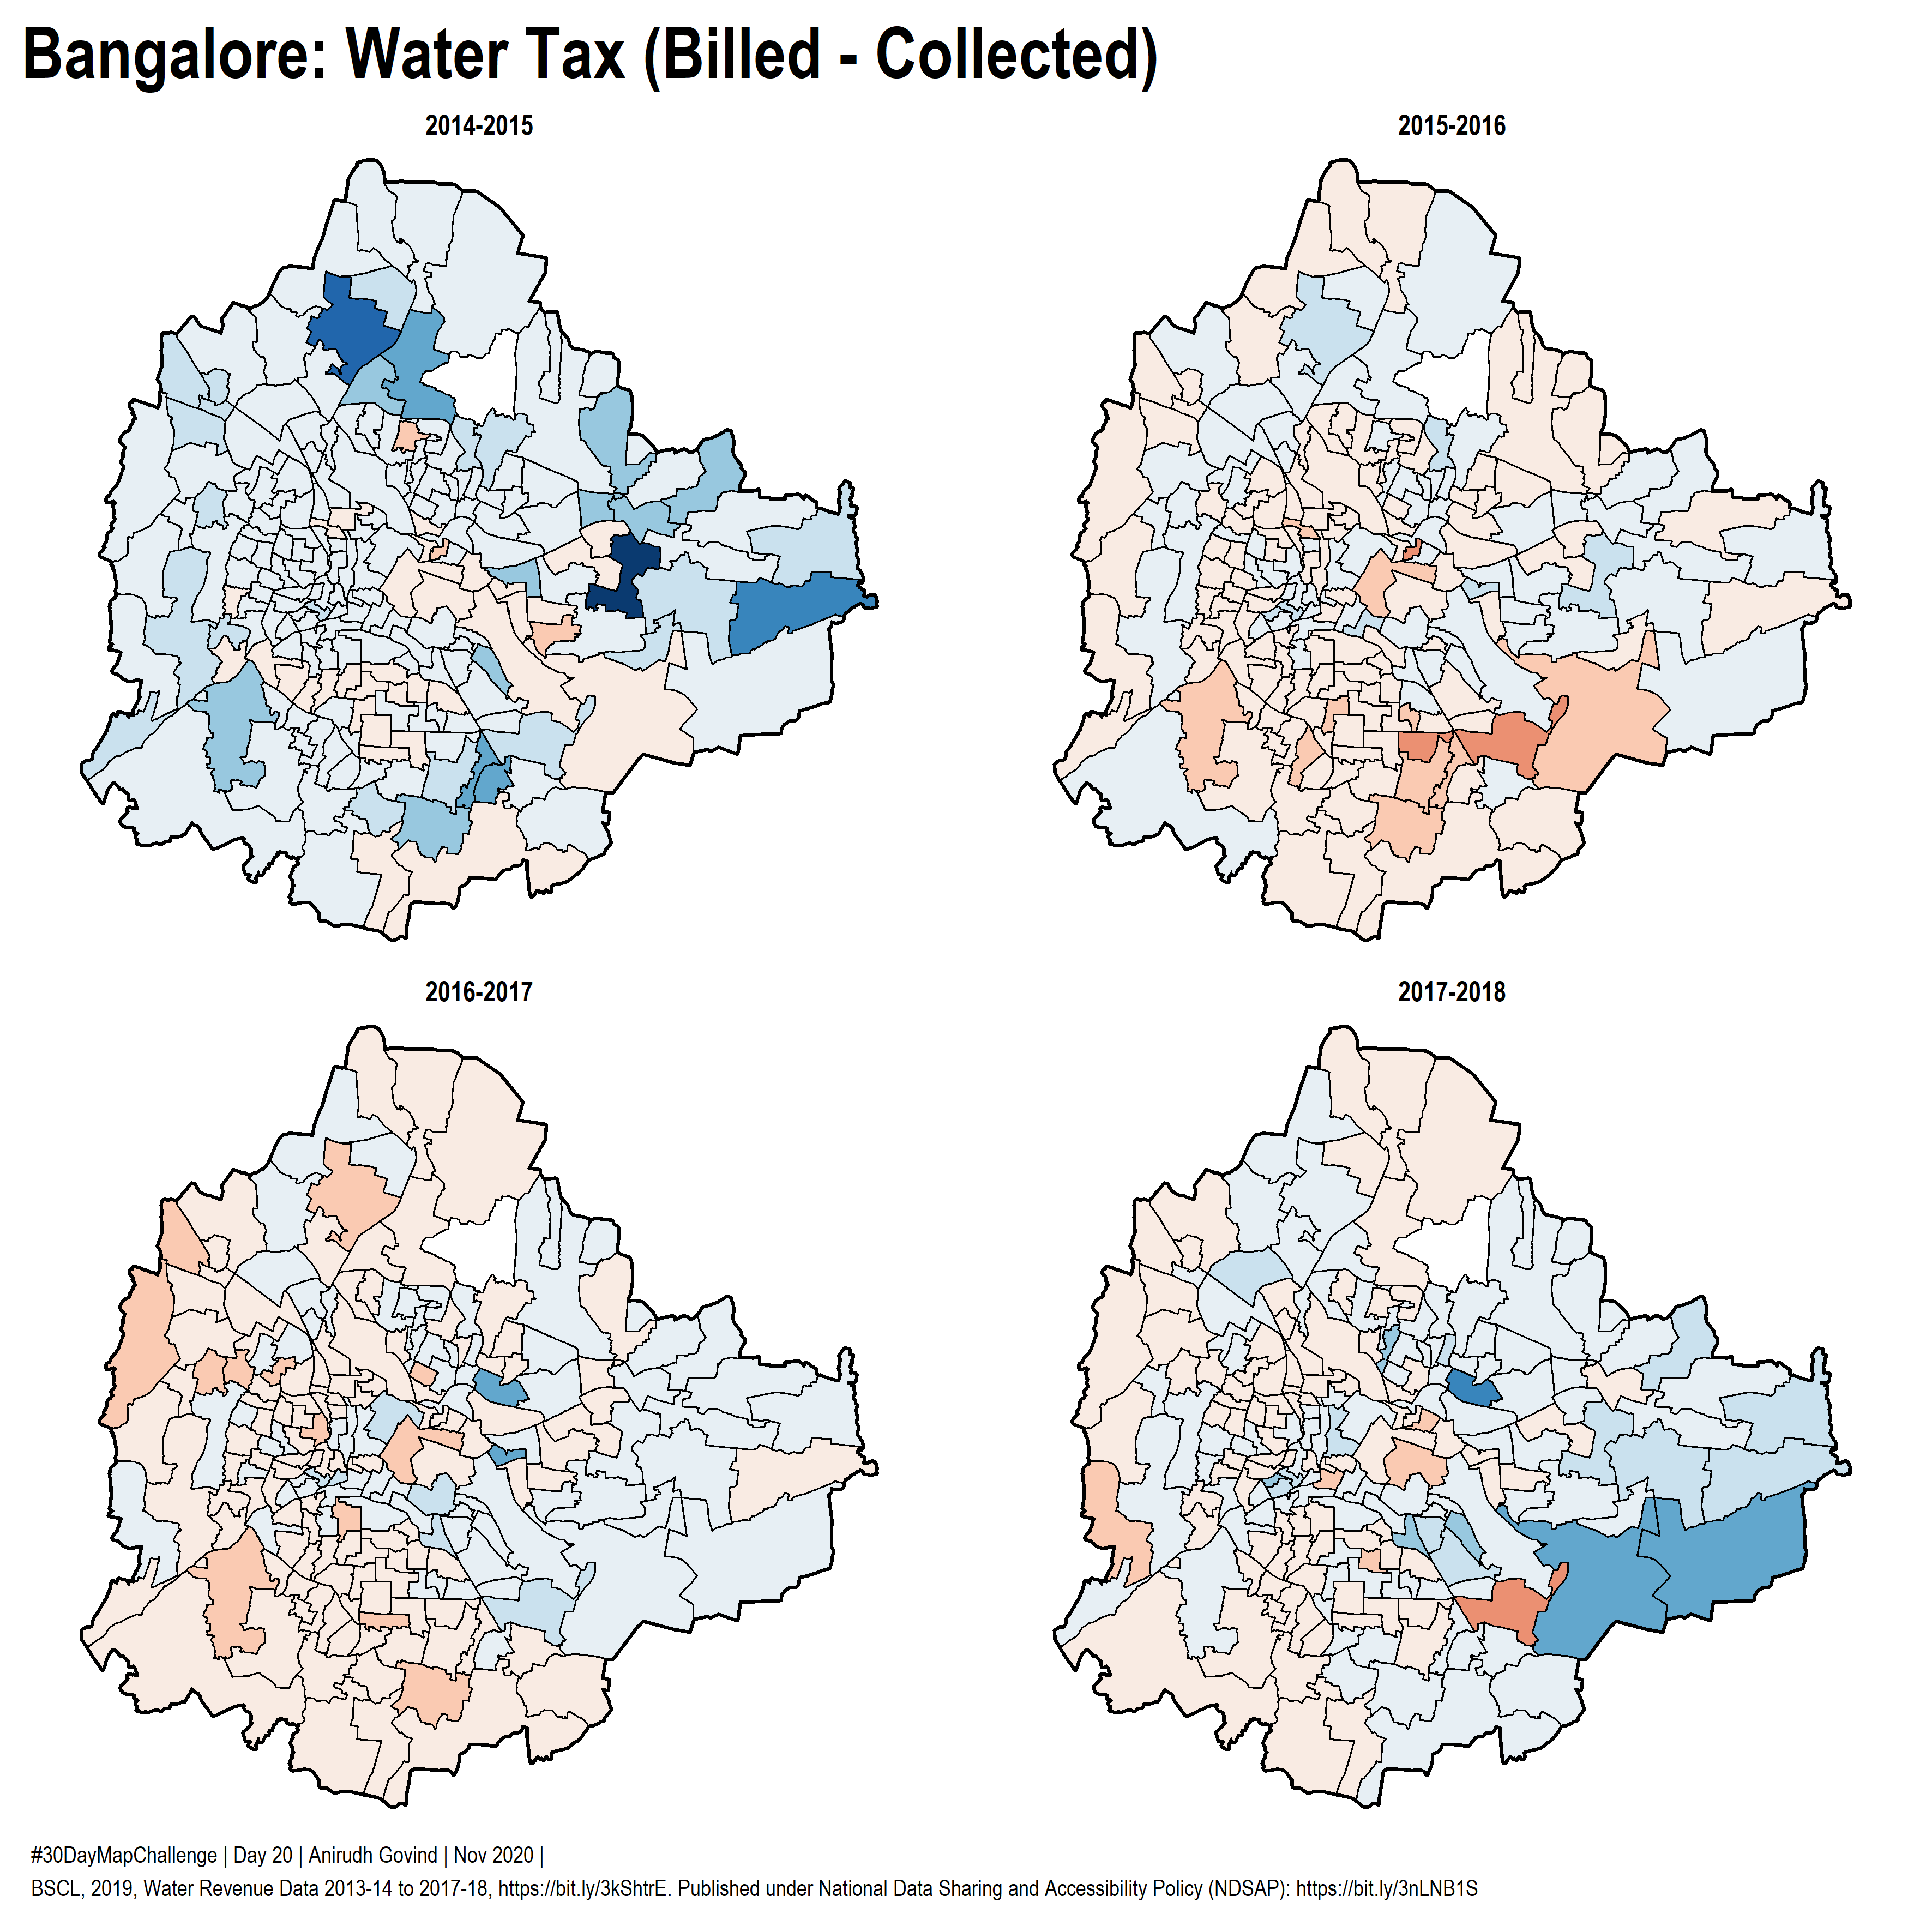 Bangalore: Water Tax (Billed - Collected)
2014-2015
2015-2016
2016-2017
2017-2018
#30DayMapChallenge | Day 20 | Anirudh Govind | Nov 2020 |
BSCL, 2019, Water Revenue Data 2013-14 to 2017-18, https://bit.ly/3kShtrE. Published under National Data Sharing and Accessibility Policy (NDSAP): https://bit.ly/3nLNB1S